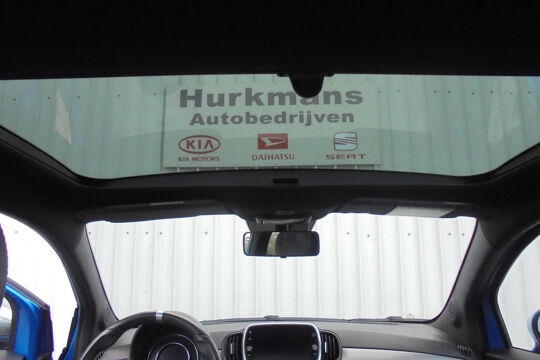 Hurkmans
Autobedrijven
KIA
KIA MOTORS
DAIHATSU
SEAT